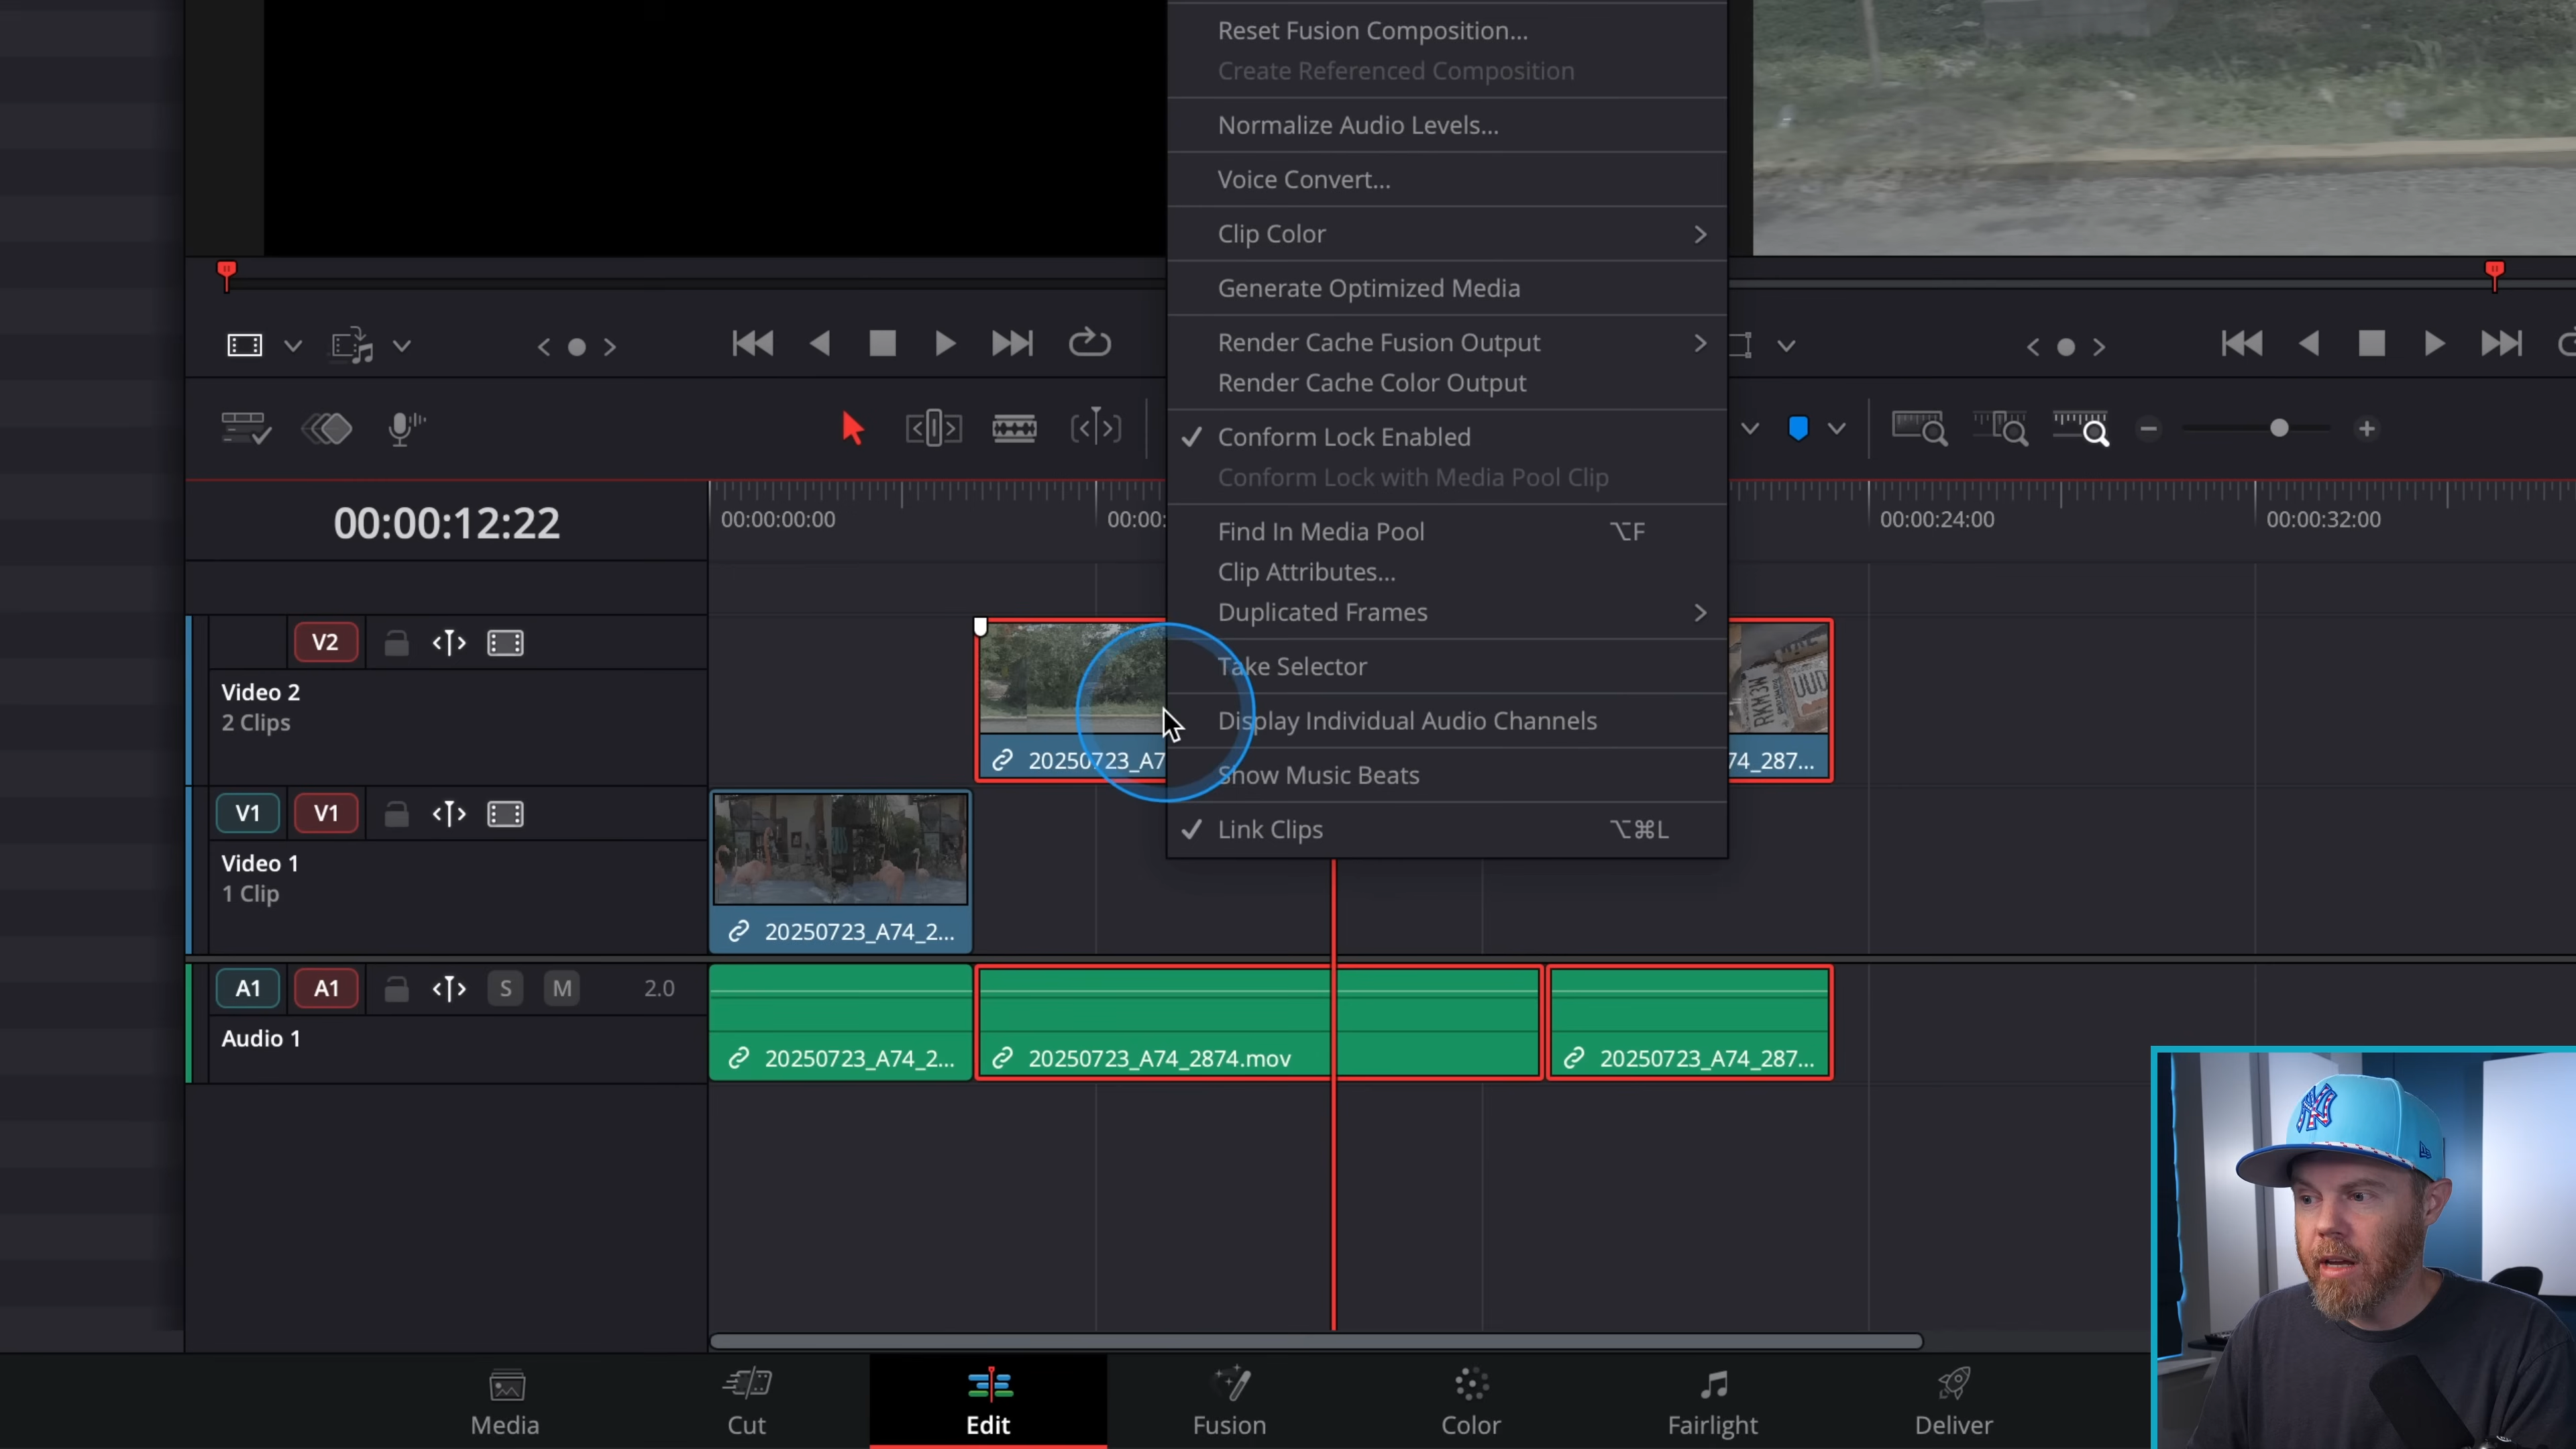 Reset Fusion Composition...
Create Referenced Composition
Normalize Audio Levels...
Voice Convert...
Clip Color
Generate Optimized Media
Render Cache Fusion Output
Render Cache Color Output
Conform Lock Enabled
Conform Lock with Media Pool Clip
Find In Media Pool ⌥F
Clip Attributes...
Duplicated Frames
Take Selector
Display Individual Audio Channels
Show Music Beats
Link Clips ⌥⌘L
00:00:12:22
00:00:00:00
00:00:
00:00:24:00
00:00:32:00
V2
Video 2
2 Clips
20250723_A7
74_287...
V1 V1
Video 1
1 Clip
20250723_A74_2...
A1 A1 S M 2.0
Audio 1
20250723_A74_2...
20250723_A74_2874.mov
20250723_A74_287...
NY
Media
Cut
Edit
Fusion
Color
Fairlight
Deliver